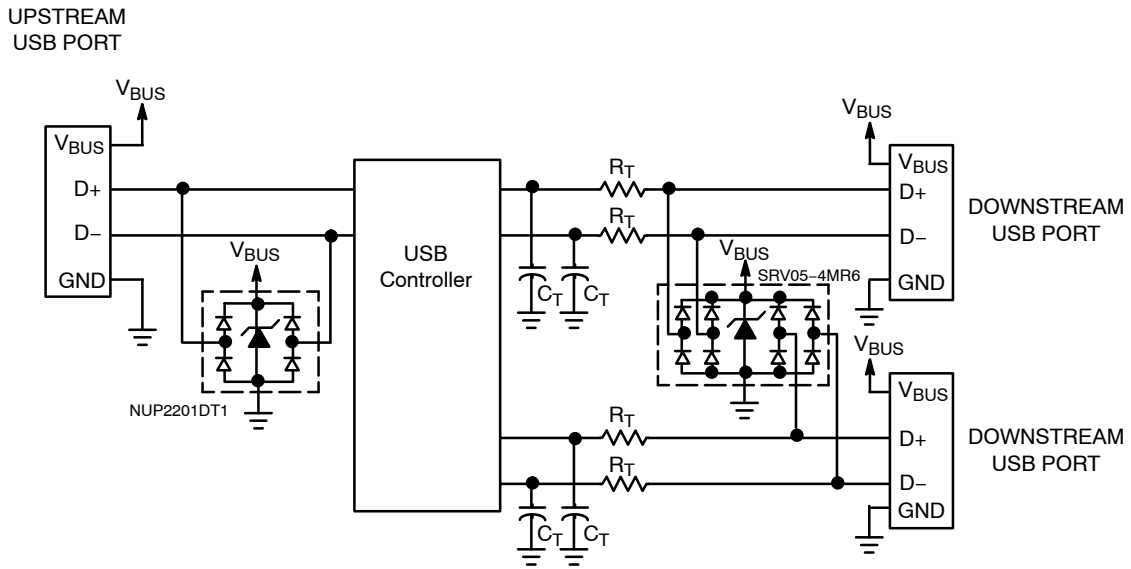 UPSTREAM
USB PORT
VBUS
VBUS
D+
D−
GND
VBUS
NUP2201DT1
USB
Controller
RT
RT
CT
CT
VBUS
SRV05−4MR6
VBUS
VBUS
D+
D−
GND
DOWNSTREAM
USB PORT
RT
RT
CT
CT
VBUS
VBUS
D+
D−
GND
DOWNSTREAM
USB PORT